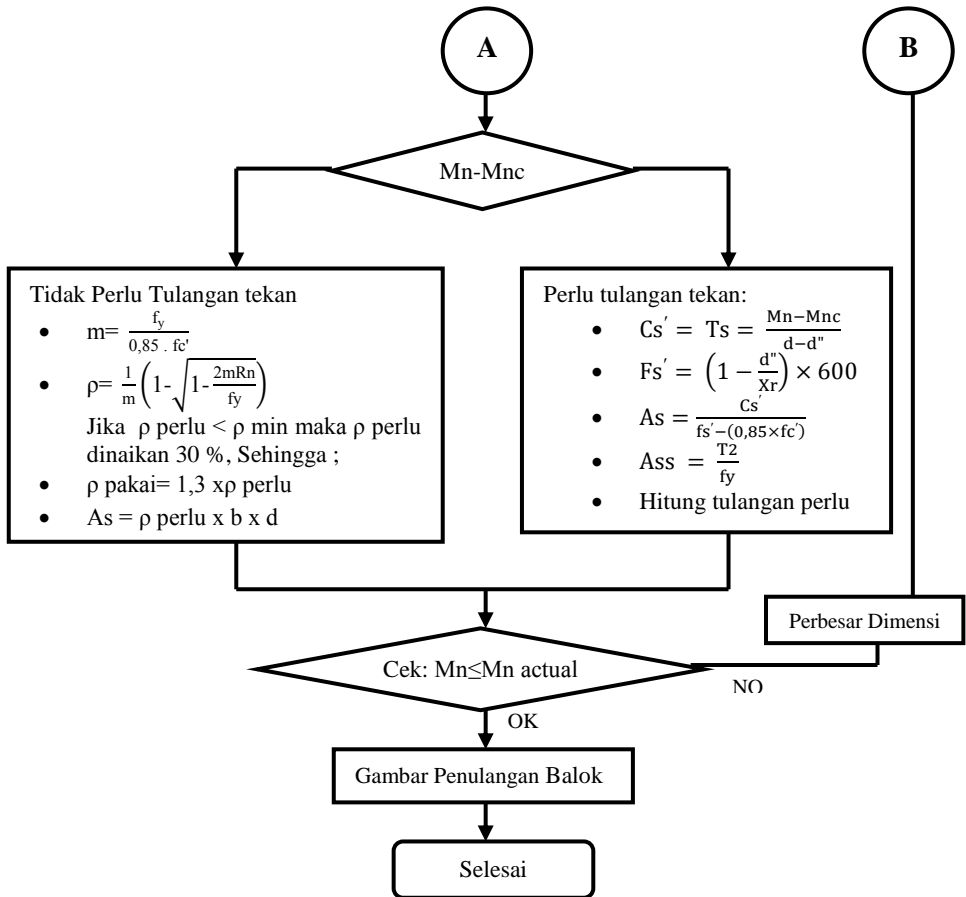 A
B
Mn-Mnc
Tidak Perlu Tulangan tekan
• m= f_y / 0,85 . fc'
• ρ= 1/m (1-√(1-2mRn/fy))
Jika ρ perlu < ρ min maka ρ perlu
dinaikan 30 %, Sehingga ;
• ρ pakai= 1,3 xρ perlu
• As = ρ perlu x b x d
Perlu tulangan tekan:
• Cs′ = Ts = Mn−Mnc / d−d"
• Fs′ = (1 − d"/Xr) × 600
• As = Cs′ / fs′−(0,85×fc′)
• Ass = T2 / fy
• Hitung tulangan perlu
Perbesar Dimensi
Cek: Mn≤Mn actual
NO
OK
Gambar Penulangan Balok
Selesai